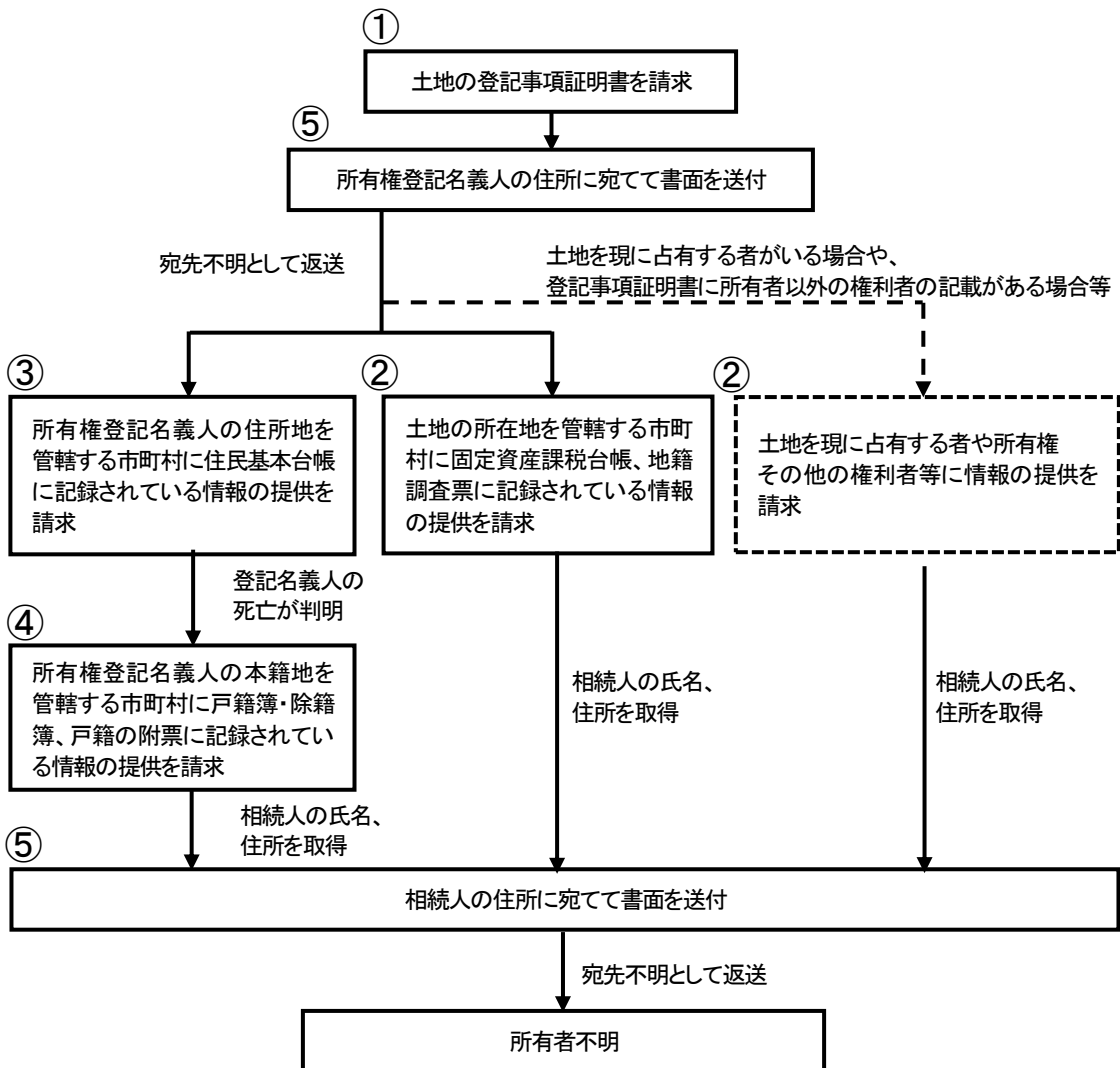 ①
土地の登記事項証明書を請求
⑤
所有権登記名義人の住所に宛てて書面を送付
宛先不明として返送
土地を現に占有する者がいる場合や、
登記事項証明書に所有者以外の権利者の記載がある場合等
③
所有権登記名義人の住所地を
管轄する市町村に住民基本台帳
に記録されている情報の提供を
請求
②
土地の所在地を管轄する市町
村に固定資産課税台帳、地籍
調査票に記録されている情報
の提供を請求
②
土地を現に占有する者や所有権
その他の権利者等に情報の提供を
請求
登記名義人の
死亡が判明
④
所有権登記名義人の本籍地を
管轄する市町村に戸籍簿・除籍
簿、戸籍の附票に記録されてい
る情報の提供を請求
相続人の氏名、
住所を取得
相続人の氏名、
住所を取得
相続人の氏名、
住所を取得
⑤
相続人の住所に宛てて書面を送付
宛先不明として返送
所有者不明